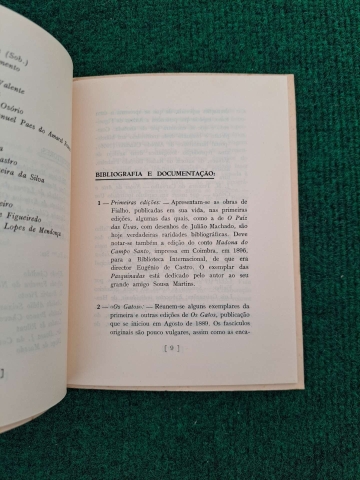 (Sob.)
mento
Valente
Osório
nuel Paes do Amaral
astro
eira da Silva
Figueiredo
Lopes de Mendonça
]
BIBLIOGRAFIA E DOCUMENTAÇÃO:
1 — Primeiras edições: — Apresentam-se as obras de
Fialho, publicadas em sua vida, nas primeiras
edições, algumas das quais, como a de O País
das Uvas, com desenhos de Julião Machado, são
hoje verdadeiras raridades bibliográficas. Deve
notar-se também a edição do conto Madona do
Campo Santo, impressa em Coimbra, em 1896,
para a Biblioteca Internacional, de que era
director Eugénio de Castro. O exemplar das
Pasquinadas está dedicado pelo autor ao seu
grande amigo Sousa Martins.
2 — «Os Gatos»: — Reúnem-se alguns exemplares da
primeira e outras edições de Os Gatos, publicação
que se iniciou em Agosto de 1880. Os fascículos
originais são pouco vulgares, assim como as enca-
[ 9 ]